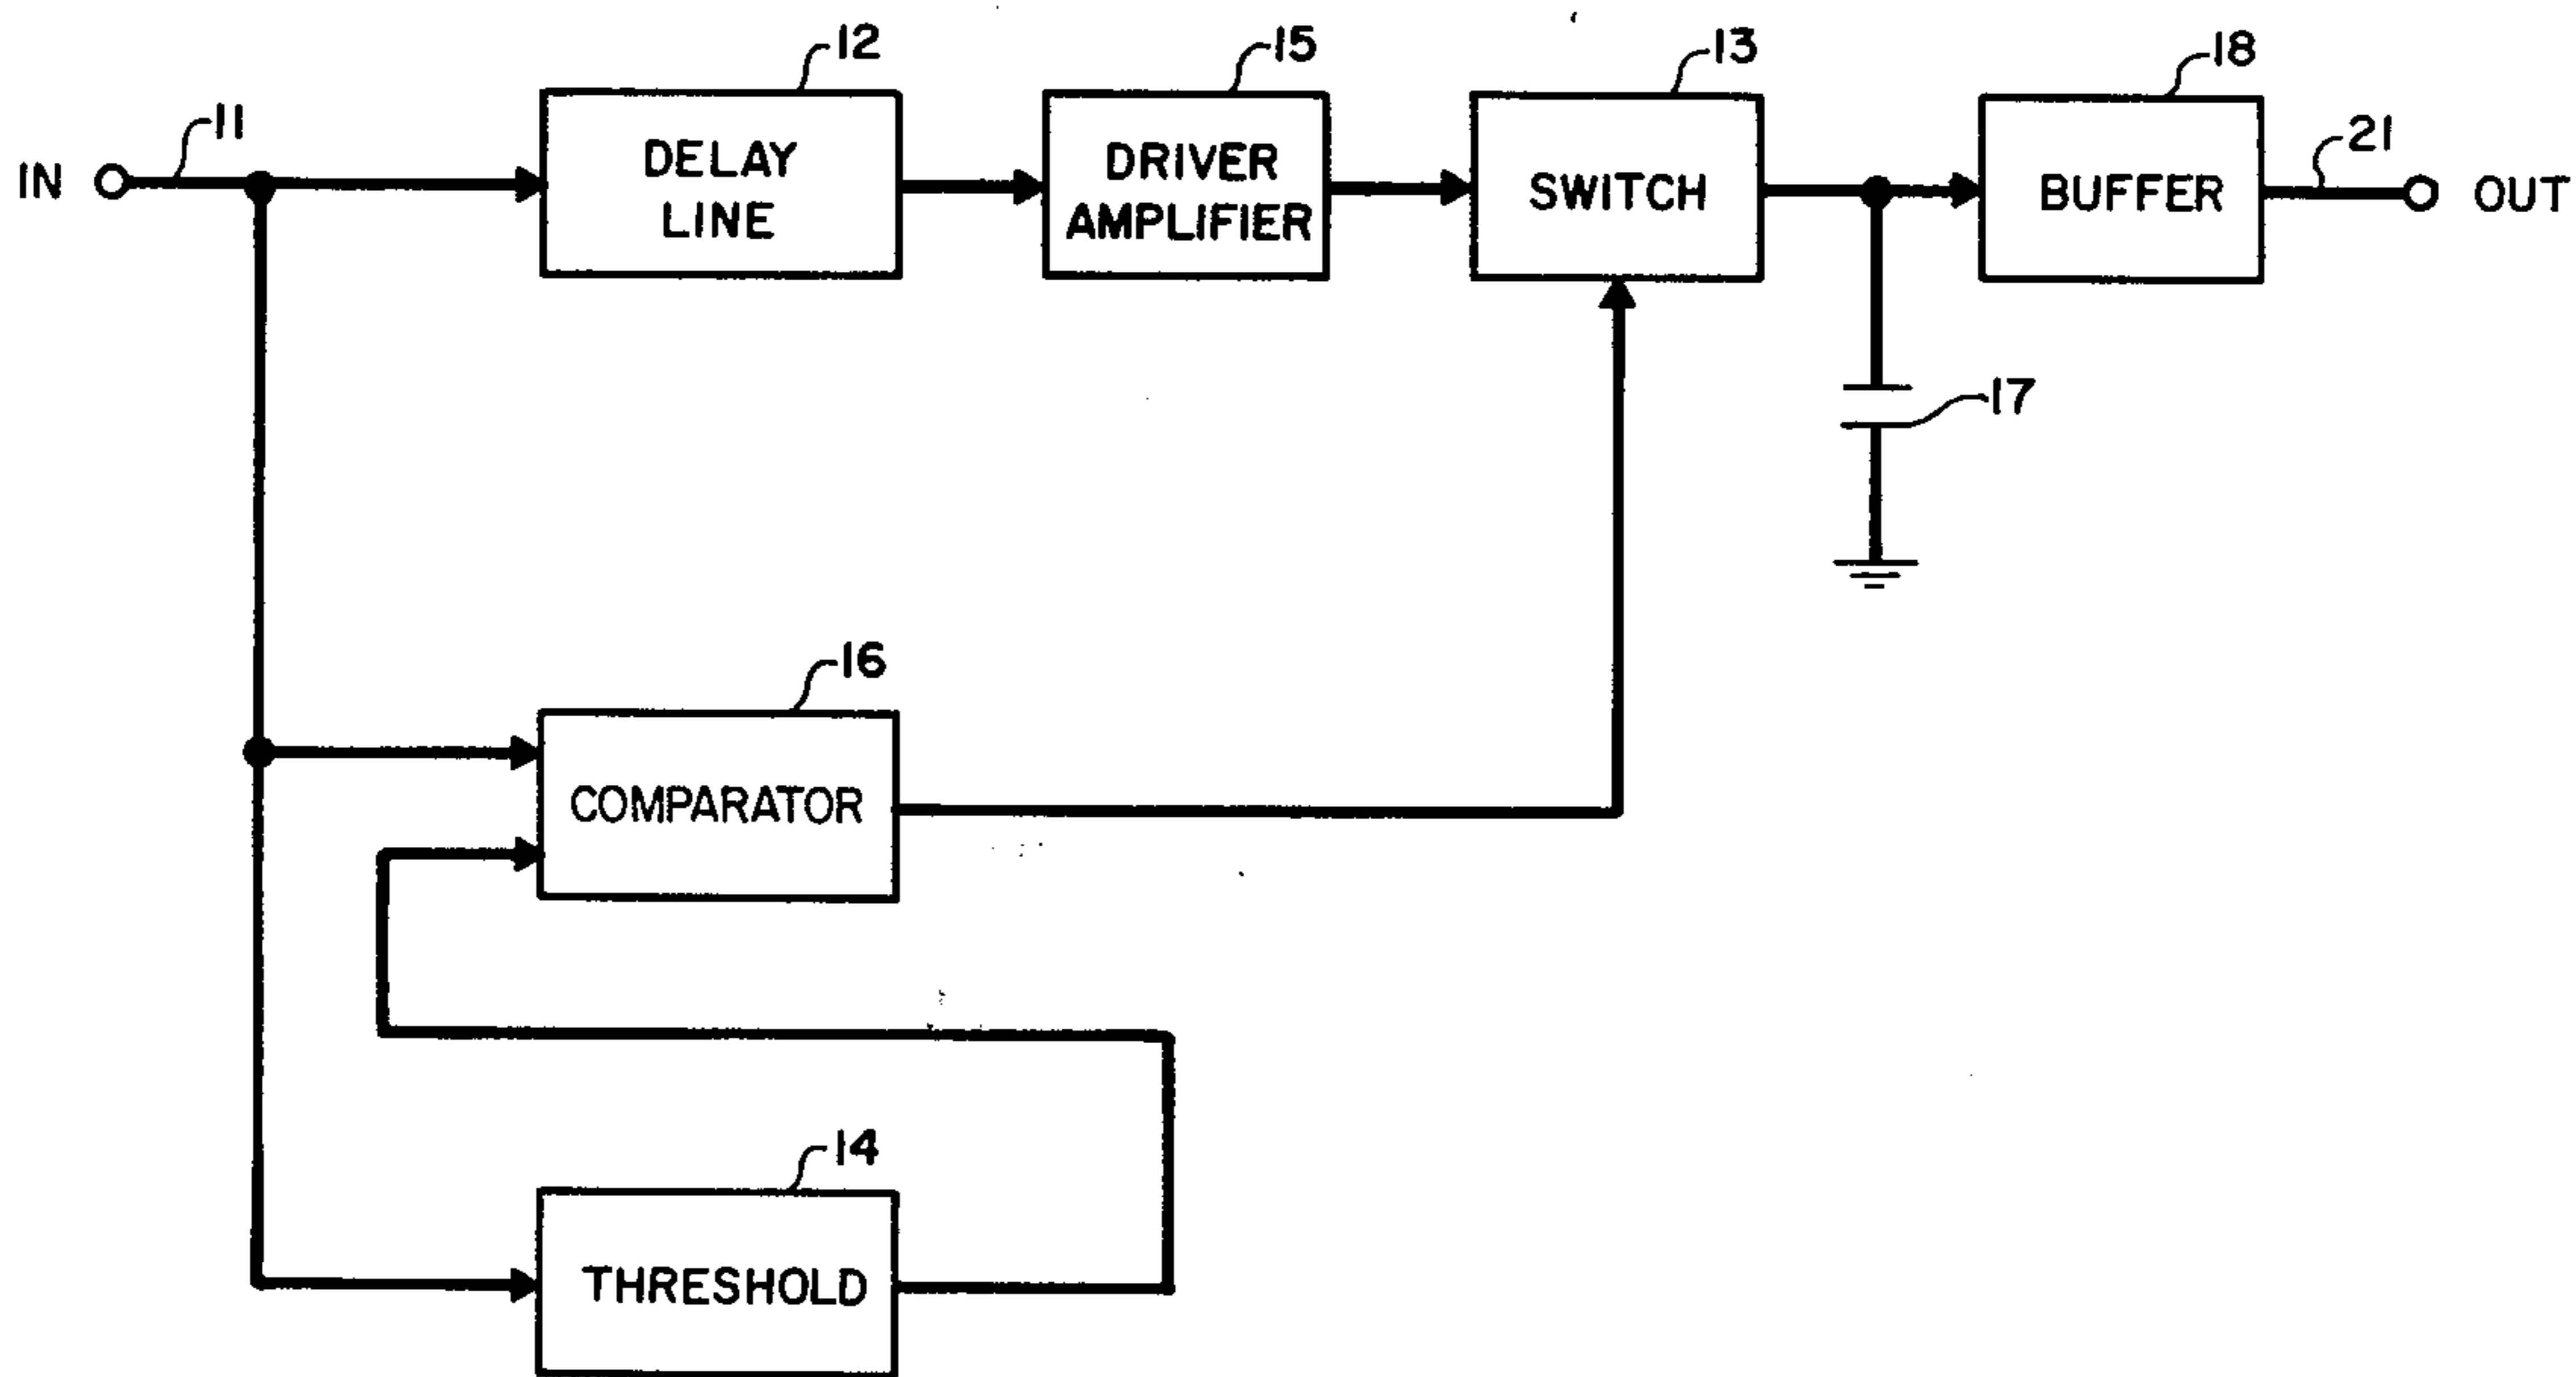 12
15
13
18
11
21
IN
DELAY
LINE
DRIVER
AMPLIFIER
SWITCH
BUFFER
OUT
17
16
COMPARATOR
14
THRESHOLD